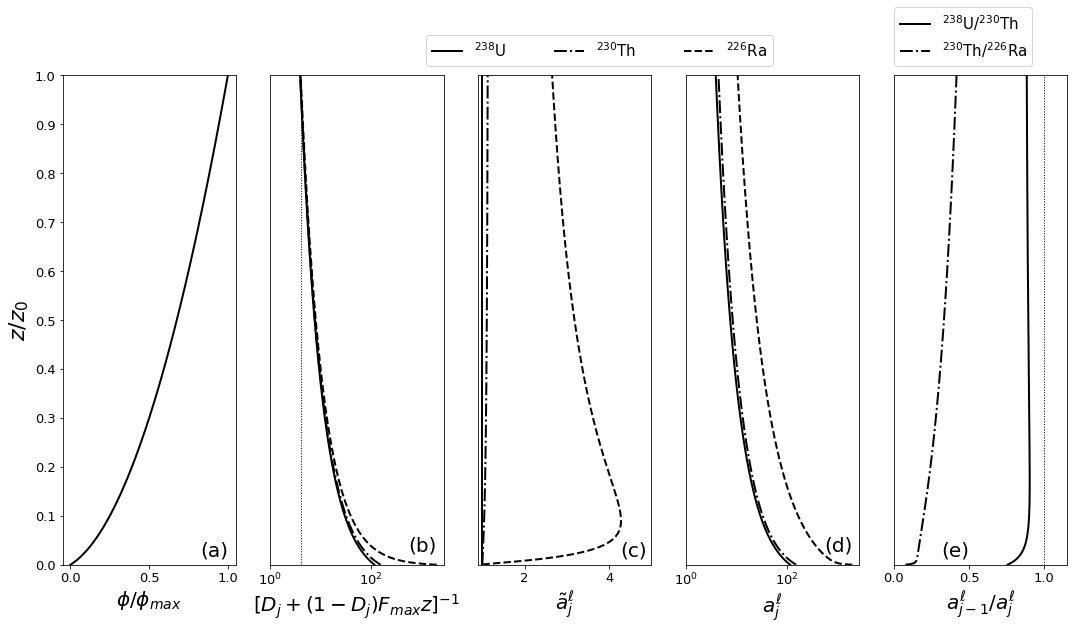 ²³⁸U ²³⁰Th ²²⁶Ra
²³⁸U/²³⁰Th
²³⁰Th/²²⁶Ra
z/z₀
1.0
0.9
0.8
0.7
0.6
0.5
0.4
0.3
0.2
0.1
0.0
(a) (b) (c) (d) (e)
0.0 0.5 1.0 10⁰ 10² 2 4 10⁰ 10² 0.0 0.5 1.0
ϕ/ϕ_max [D_j + (1 − D_j)F_max z]⁻¹ ã_j^ℓ a_j^ℓ a_{j−1}^ℓ/a_j^ℓ